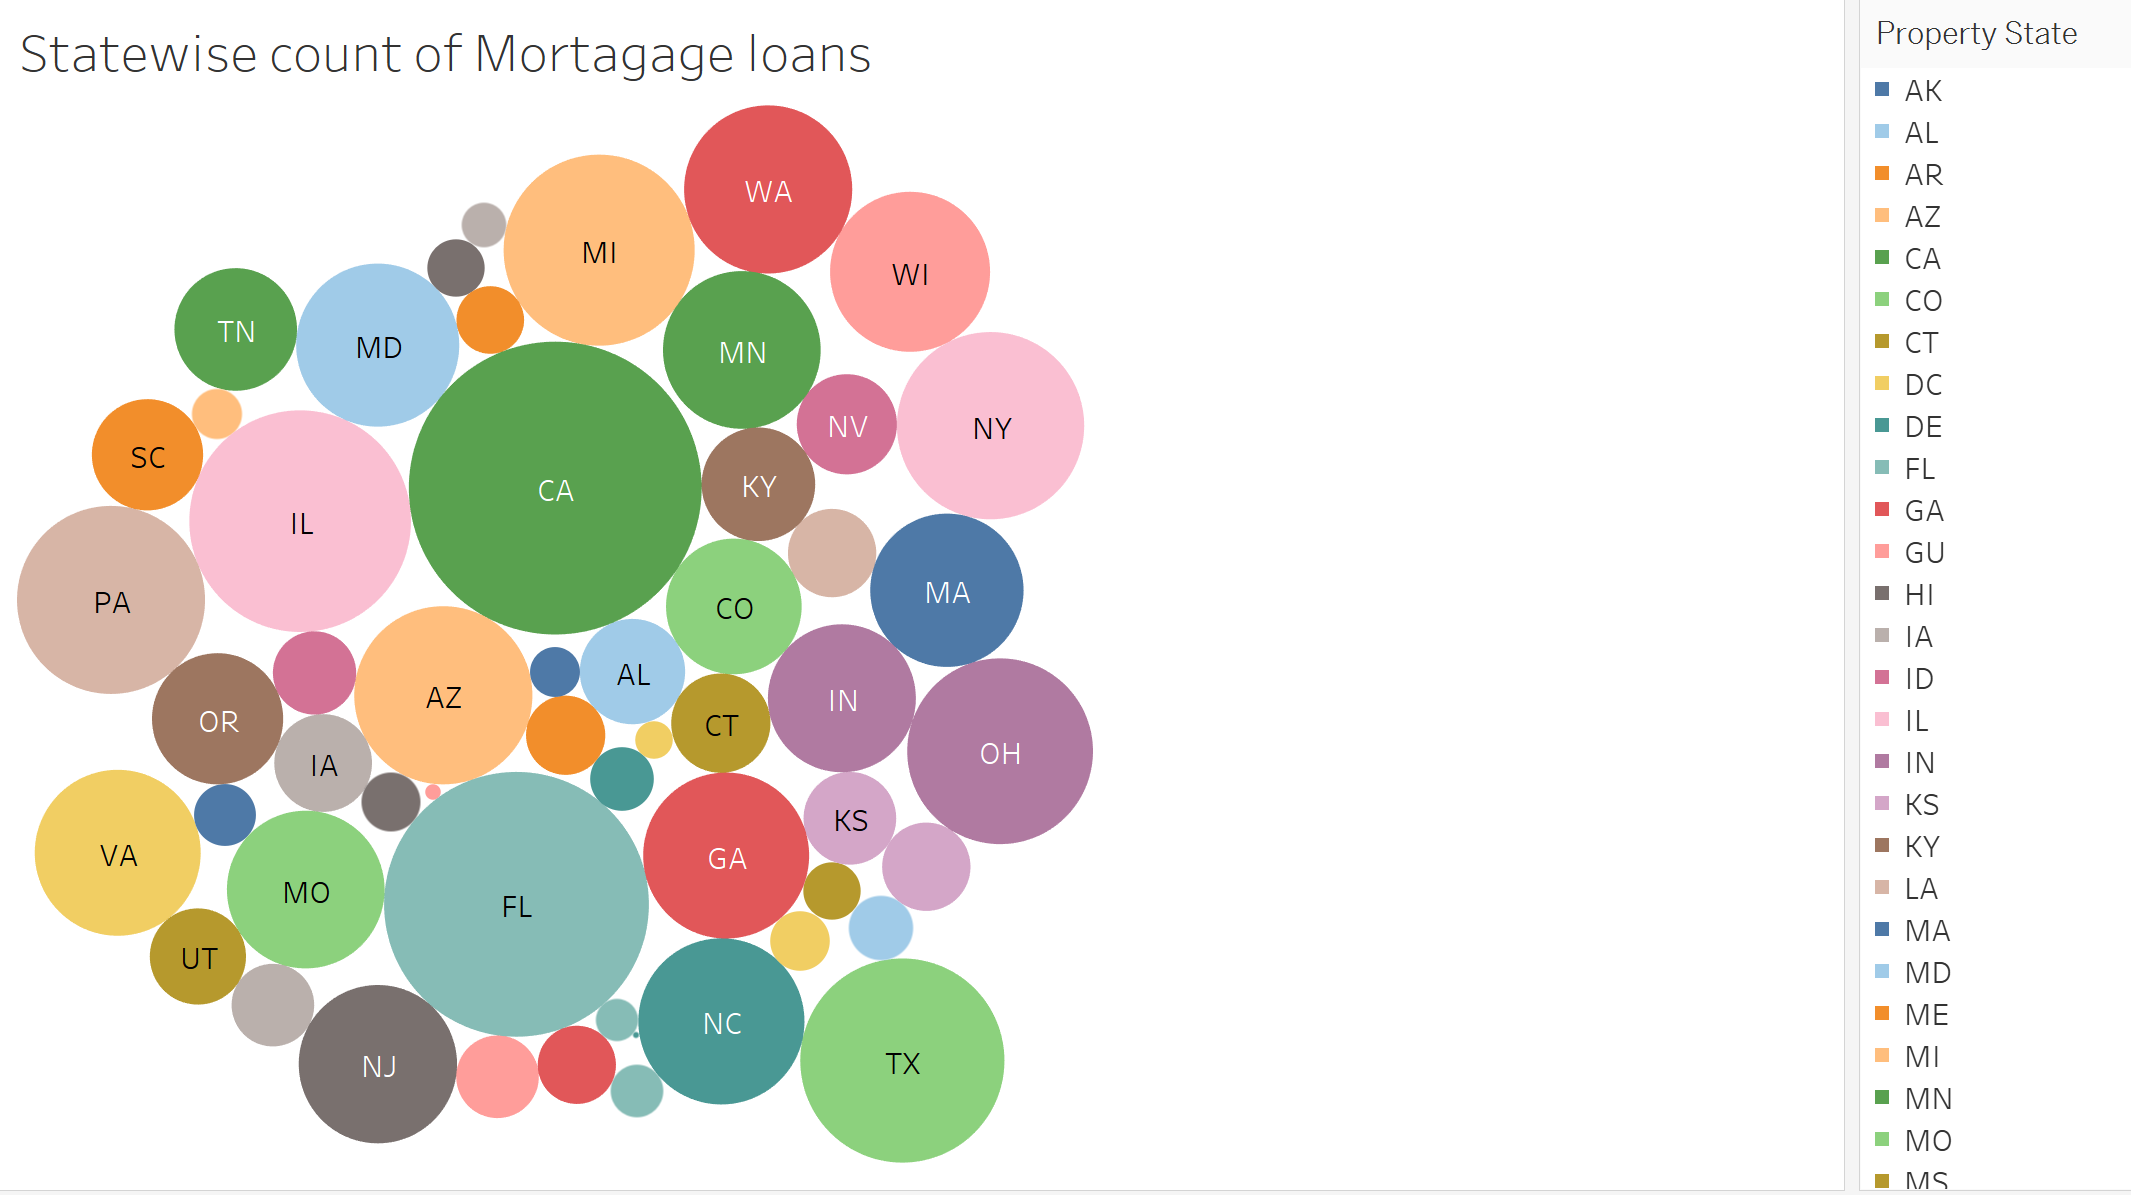 Statewise count of Mortagage loans
WA
MI
WI
TN
MD
MN
NV
NY
SC
CA
KY
IL
PA
CO
MA
AL
AZ
IN
OR
CT
OH
IA
KS
VA
MO
GA
FL
UT
NC
NJ
TX
Property State
AK
AL
AR
AZ
CA
CO
CT
DC
DE
FL
GA
GU
HI
IA
ID
IL
IN
KS
KY
LA
MA
MD
ME
MI
MN
MO
MS